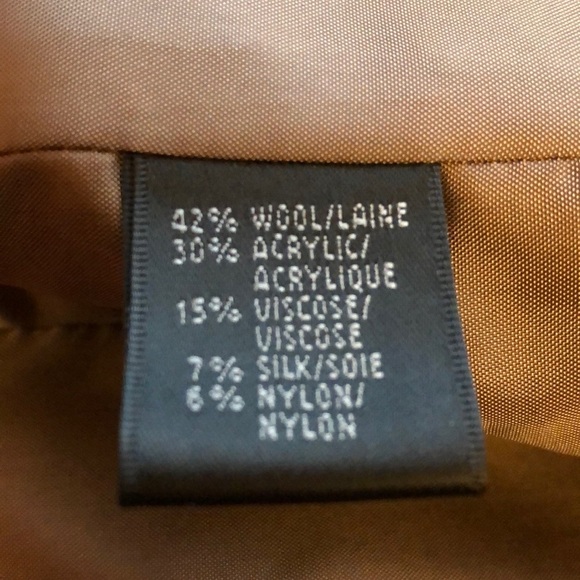 42% WOOL/LAINE
30% ACRYLIC/
ACRYLIQUE
15% VISCOSE/
VISCOSE
7% SILK/SOIE
6% NYLON/
NYLON